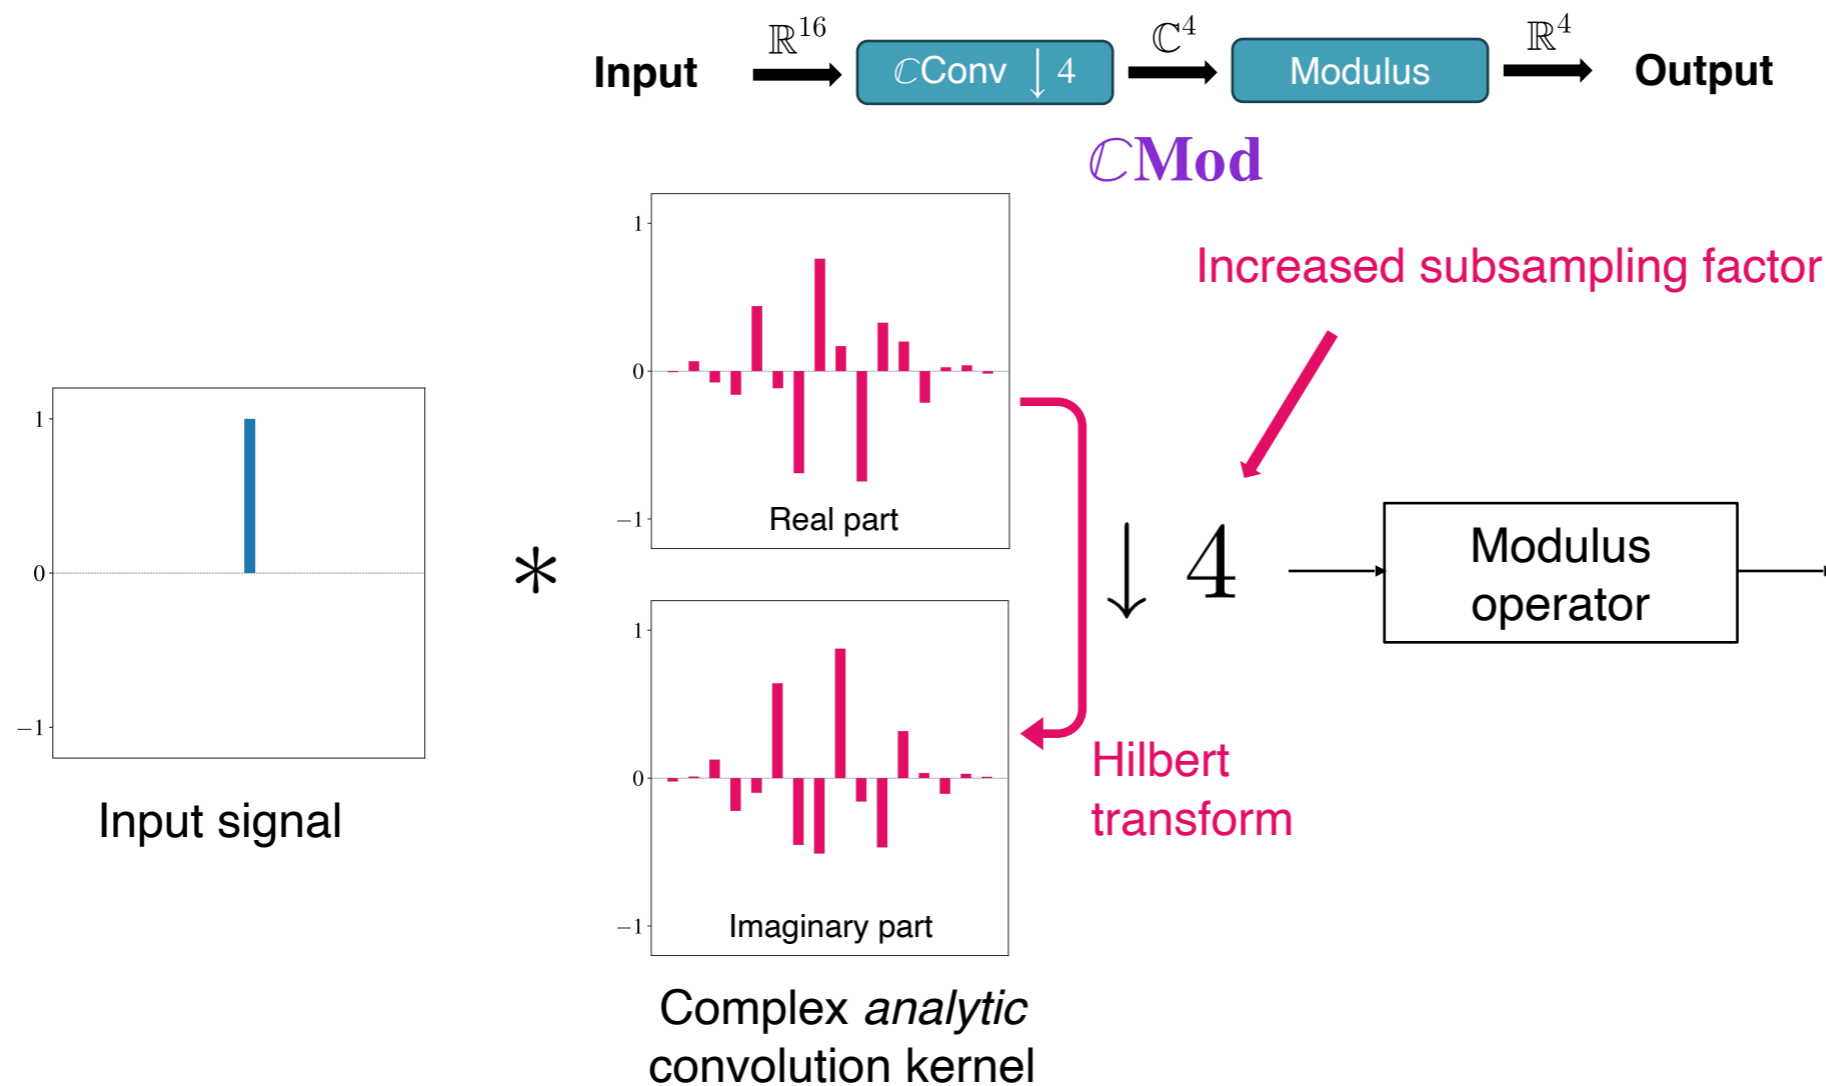 ℝ¹⁶ ℂ⁴ ℝ⁴
Input ℂConv ↓ 4 Modulus Output
ℂMod
Increased subsampling factor
1
0
−1
Input signal
∗
1
0
−1
Real part
1
0
−1
Imaginary part
Complex analytic
convolution kernel
Hilbert
transform
↓ 4
Modulus
operator